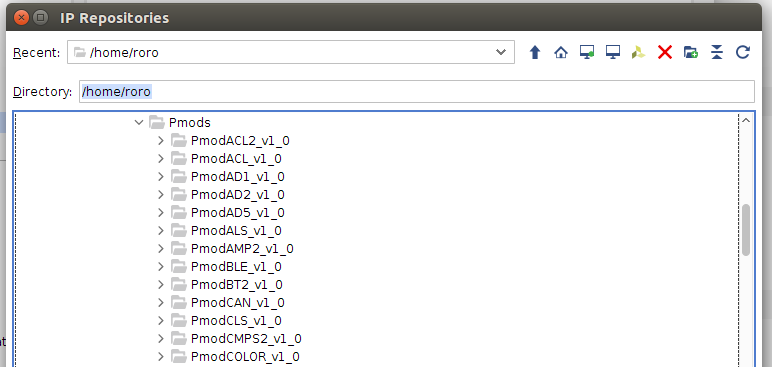 IP Repositories
Recent: /home/roro
Directory: /home/roro
Pmods
PmodACL2_v1_0
PmodACL_v1_0
PmodAD1_v1_0
PmodAD2_v1_0
PmodAD5_v1_0
PmodALS_v1_0
PmodAMP2_v1_0
PmodBLE_v1_0
PmodBT2_v1_0
PmodCAN_v1_0
PmodCLS_v1_0
PmodCMPS2_v1_0
PmodCOLOR_v1_0